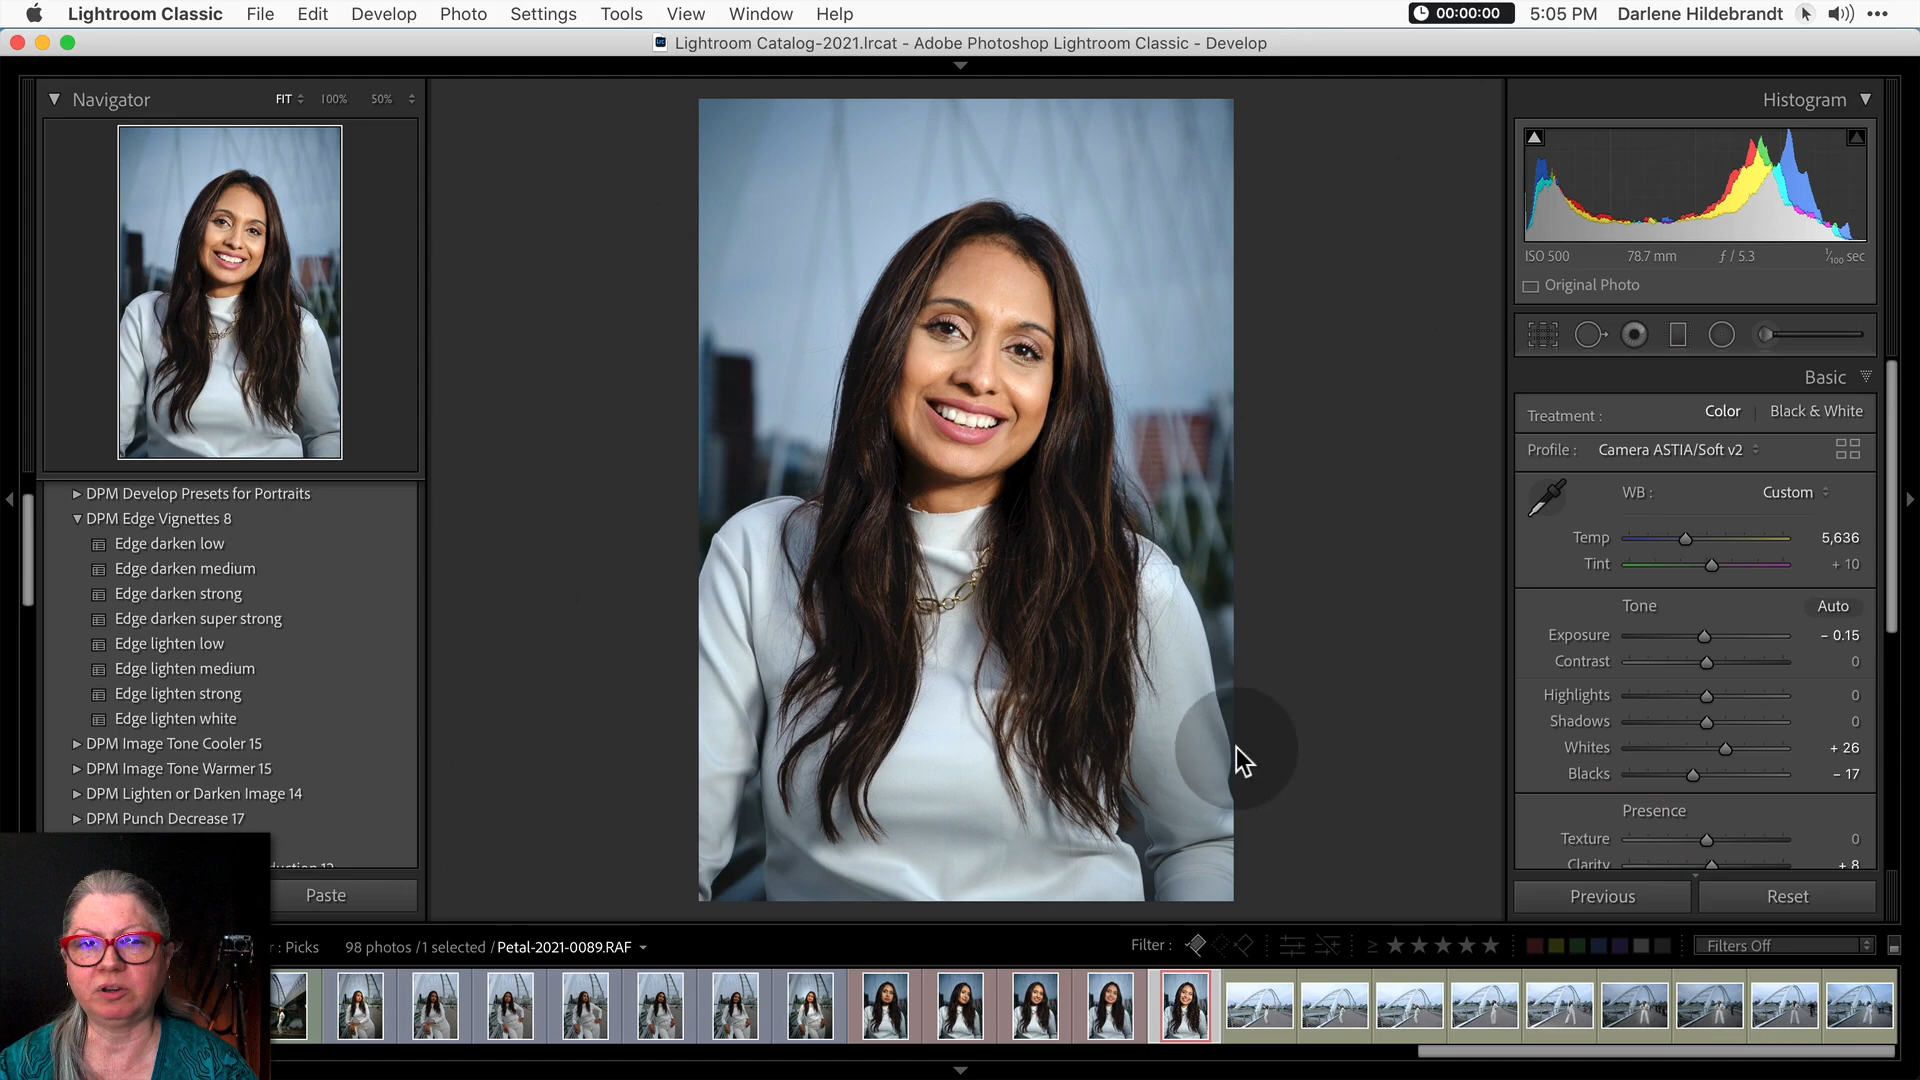 Lightroom Classic File Edit Develop Photo Settings Tools View Window Help 00:00:00 5:05 PM Darlene Hildebrandt
Lightroom Catalog-2021.lrcat - Adobe Photoshop Lightroom Classic - Develop
Navigator FIT 100% 50%
DPM Develop Presets for Portraits
DPM Edge Vignettes 8
Edge darken low
Edge darken medium
Edge darken strong
Edge darken super strong
Edge lighten low
Edge lighten medium
Edge lighten strong
Edge lighten white
DPM Image Tone Cooler 15
DPM Image Tone Warmer 15
DPM Lighten or Darken Image 14
DPM Punch Decrease 17
Paste
Histogram
ISO 500 78.7 mm ƒ / 5.3 1/100 sec
Original Photo
Basic
Treatment : Color Black & White
Profile : Camera ASTIA/Soft v2
WB : Custom
Temp 5,636
Tint + 10
Tone Auto
Exposure - 0.15
Contrast 0
Highlights 0
Shadows 0
Whites + 26
Blacks - 17
Presence
Texture 0
Clarity + 8
Previous Reset
: Picks 98 photos /1 selected /Petal-2021-0089.RAF Filter : Filters Off